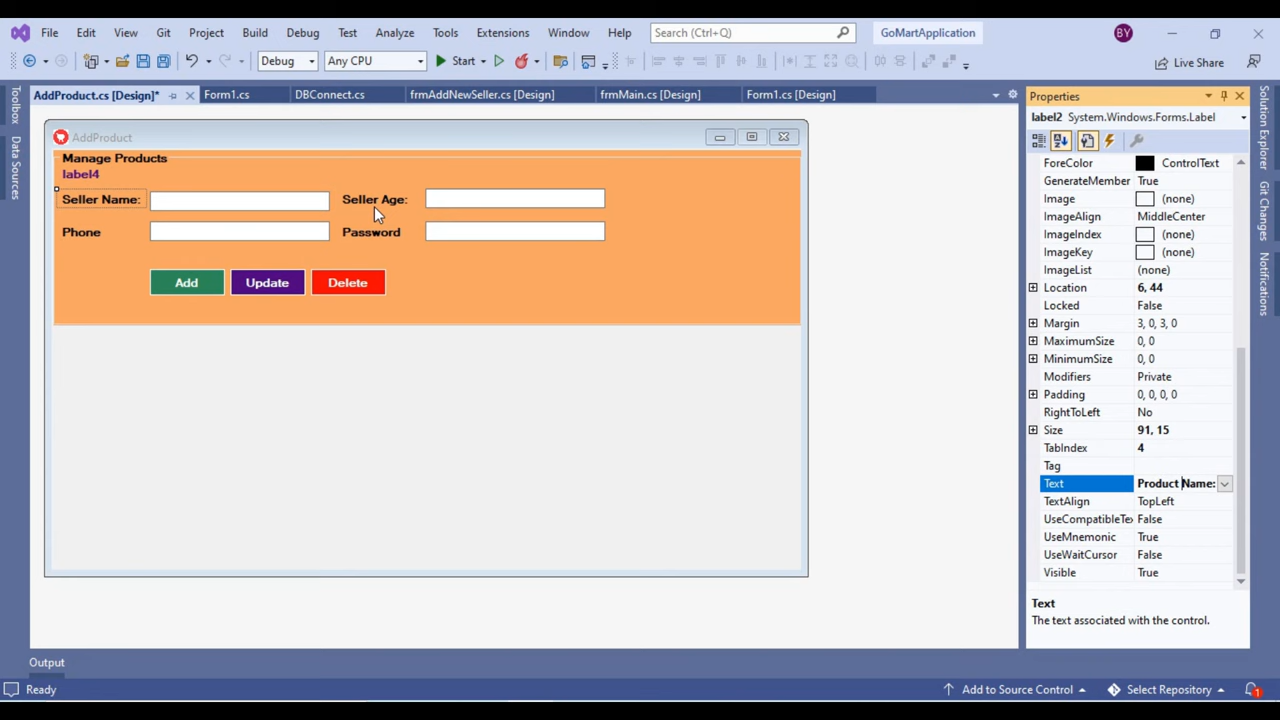 File Edit View Git Project Build Debug Test Analyze Tools Extensions Window Help Search (Ctrl+Q) GoMartApplication BY
Debug Any CPU Start Live Share
AddProduct.cs [Design]* Form1.cs DBConnect.cs frmAddNewSeller.cs [Design] frmMain.cs [Design] Form1.cs [Design]
Toolbox
Data Sources
AddProduct
Manage Products
label4
Seller Name: Seller Age:
Phone Password
Add Update Delete
Properties
label2 System.Windows.Forms.Label
ForeColor ControlText
GenerateMember True
Image (none)
ImageAlign MiddleCenter
ImageIndex (none)
ImageKey (none)
ImageList (none)
Location 6, 44
Locked False
Margin 3, 0, 3, 0
MaximumSize 0, 0
MinimumSize 0, 0
Modifiers Private
Padding 0, 0, 0, 0
RightToLeft No
Size 91, 15
TabIndex 4
Tag
Text Product Name:
TextAlign TopLeft
UseCompatibleTex False
UseMnemonic True
UseWaitCursor False
Visible True
Text
The text associated with the control.
Solution Explorer
Git Changes
Notifications
Output
Ready Add to Source Control Select Repository 1